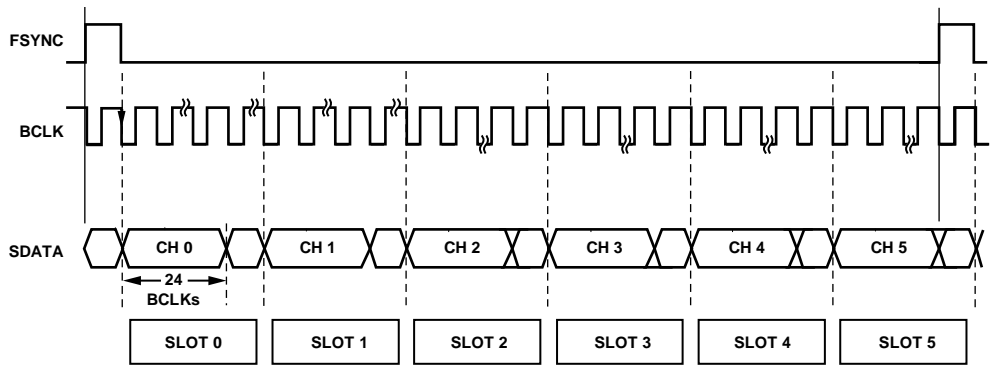 FSYNC
BCLK
SDATA
CH 0
CH 1
CH 2
CH 3
CH 4
CH 5
24
BCLKs
SLOT 0
SLOT 1
SLOT 2
SLOT 3
SLOT 4
SLOT 5